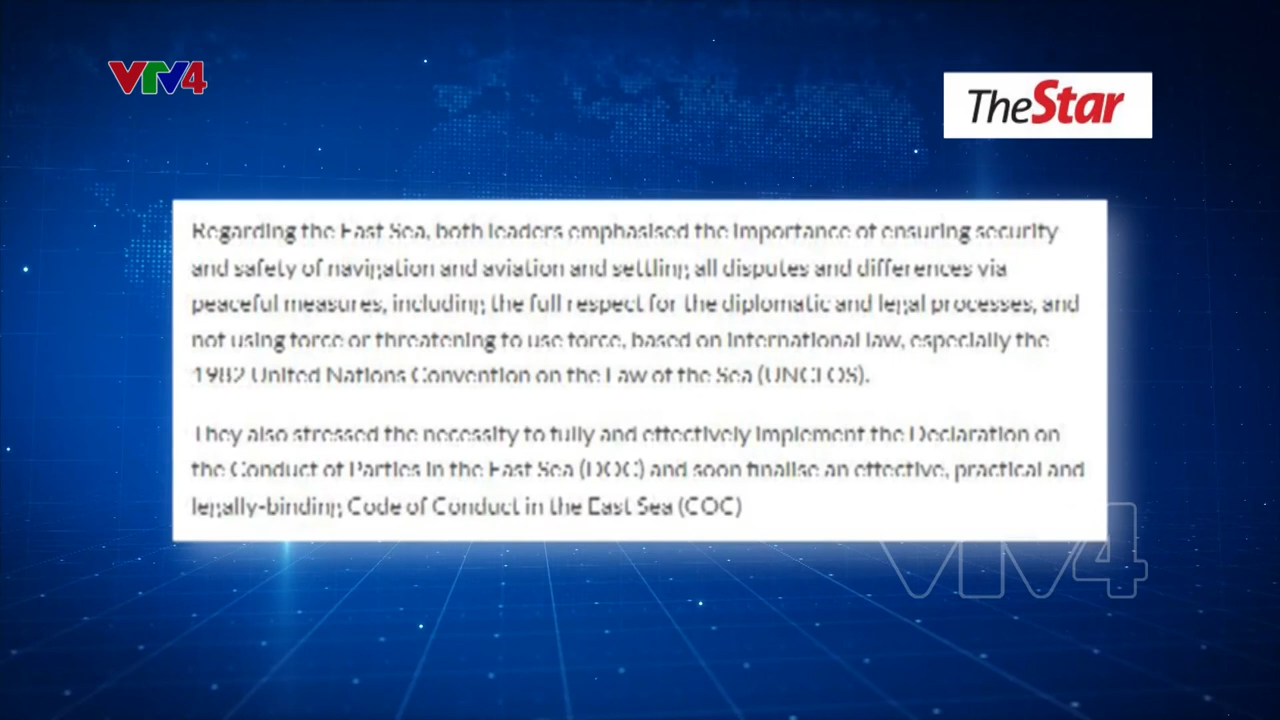 VTV4
TheStar
Regarding the East Sea, both leaders emphasised the importance of ensuring security
and safety of navigation and aviation and settling all disputes and differences via
peaceful measures, including the full respect for the diplomatic and legal processes, and
not using force or threatening to use force, based on international law, especially the
1982 United Nations Convention on the Law of the Sea (UNCLOS).
They also stressed the necessity to fully and effectively implement the Declaration on
the Conduct of Parties in the East Sea (DOC) and soon finalise an effective, practical and
legally-binding Code of Conduct in the East Sea (COC)
VTV4